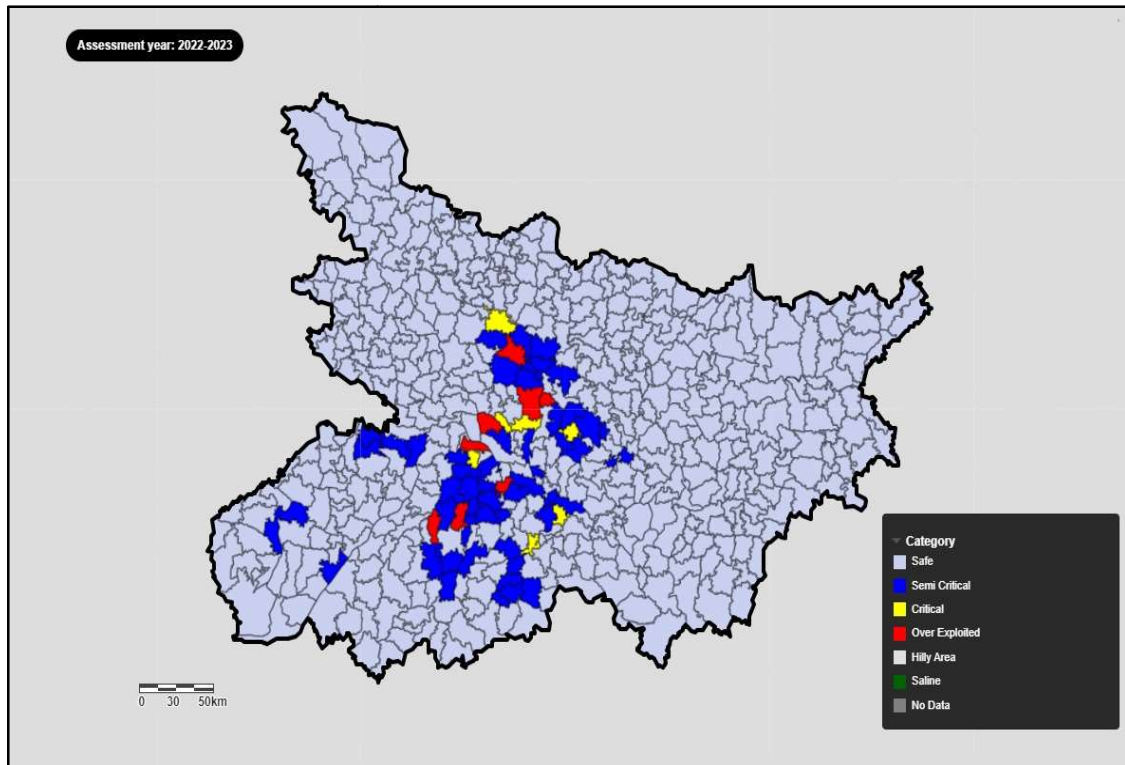 Assessment year: 2022-2023
Category
Safe
Semi Critical
Critical
Over Exploited
Hilly Area
Saline
No Data
0 30 50km